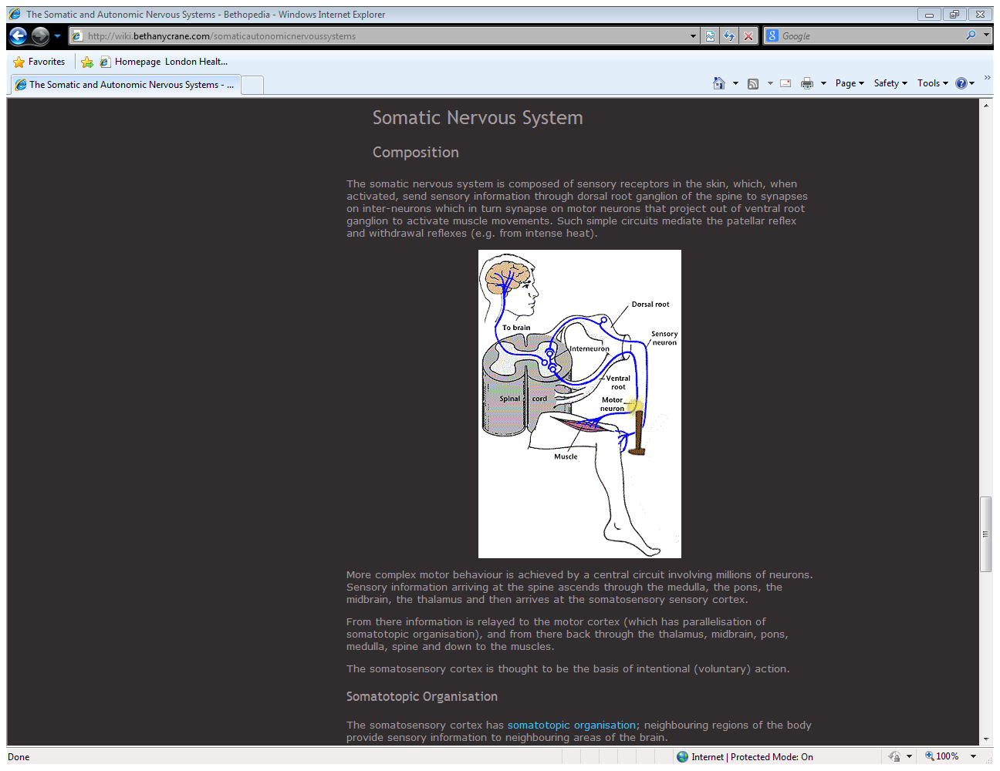 The Somatic and Autonomic Nervous Systems - Bethopedia - Windows Internet Explorer
http://wiki.bethanycrane.com/somaticautonomicnervoussystems
Google
Favorites
Homepage London Healt...
The Somatic and Autonomic Nervous Systems - ...
Page
Safety
Tools
Somatic Nervous System
Composition
The somatic nervous system is composed of sensory receptors in the skin, which, when
activated, send sensory information through dorsal root ganglion of the spine to synapses
on inter-neurons which in turn synapse on motor neurons that project out of ventral root
ganglion to activate muscle movements. Such simple circuits mediate the patellar reflex
and withdrawal reflexes (e.g. from intense heat).
Dorsal root
To brain
Sensory
neuron
Interneuron
Ventral
root
Spinal cord
Motor
neuron
Muscle
More complex motor behaviour is achieved by a central circuit involving millions of neurons.
Sensory information arriving at the spine ascends through the medulla, the pons, the
midbrain, the thalamus and then arrives at the somatosensory sensory cortex.
From there information is relayed to the motor cortex (which has parallelisation of
somatotopic organisation), and from there back through the thalamus, midbrain, pons,
medulla, spine and down to the muscles.
The somatosensory cortex is thought to be the basis of intentional (voluntary) action.
Somatotopic Organisation
The somatosensory cortex has somatotopic organisation; neighbouring regions of the body
provide sensory information to neighbouring areas of the brain.
Done
Internet | Protected Mode: On
100%